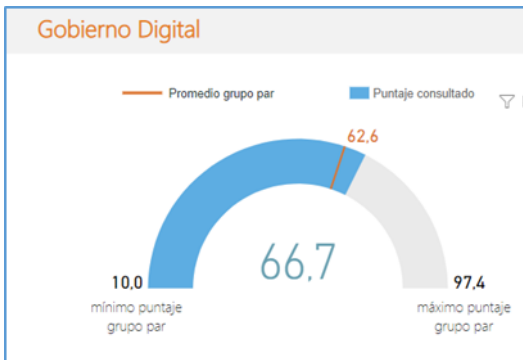 Gobierno Digital
Promedio grupo par
Puntaje consultado
62,6
66,7
10,0
97,4
mínimo puntaje
grupo par
máximo puntaje
grupo par